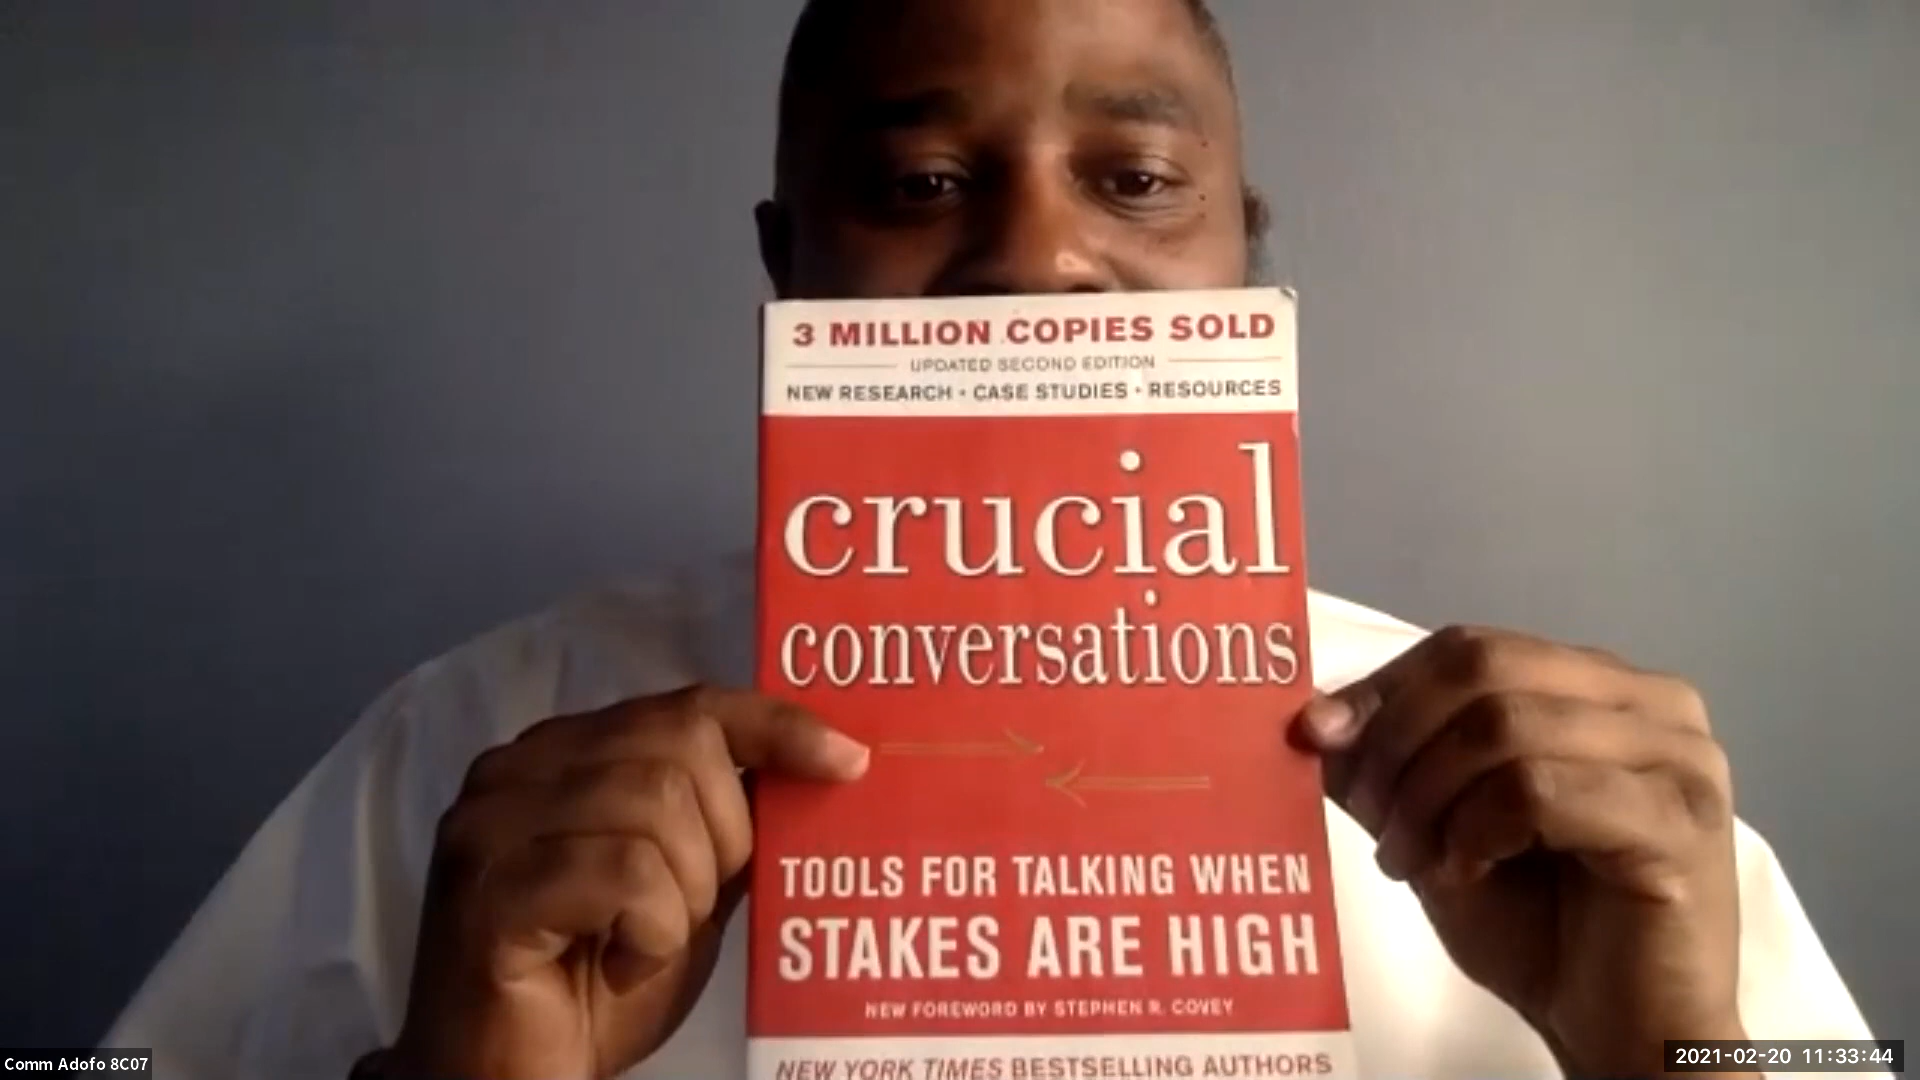 3 MILLION COPIES SOLD
UPDATED SECOND EDITION
NEW RESEARCH • CASE STUDIES • RESOURCES
crucial
conversations
TOOLS FOR TALKING WHEN
STAKES ARE HIGH
NEW FOREWORD BY STEPHEN R. COVEY
NEW YORK TIMES BESTSELLING AUTHORS
Comm Adofo 8C07
2021-02-20 11:33:44